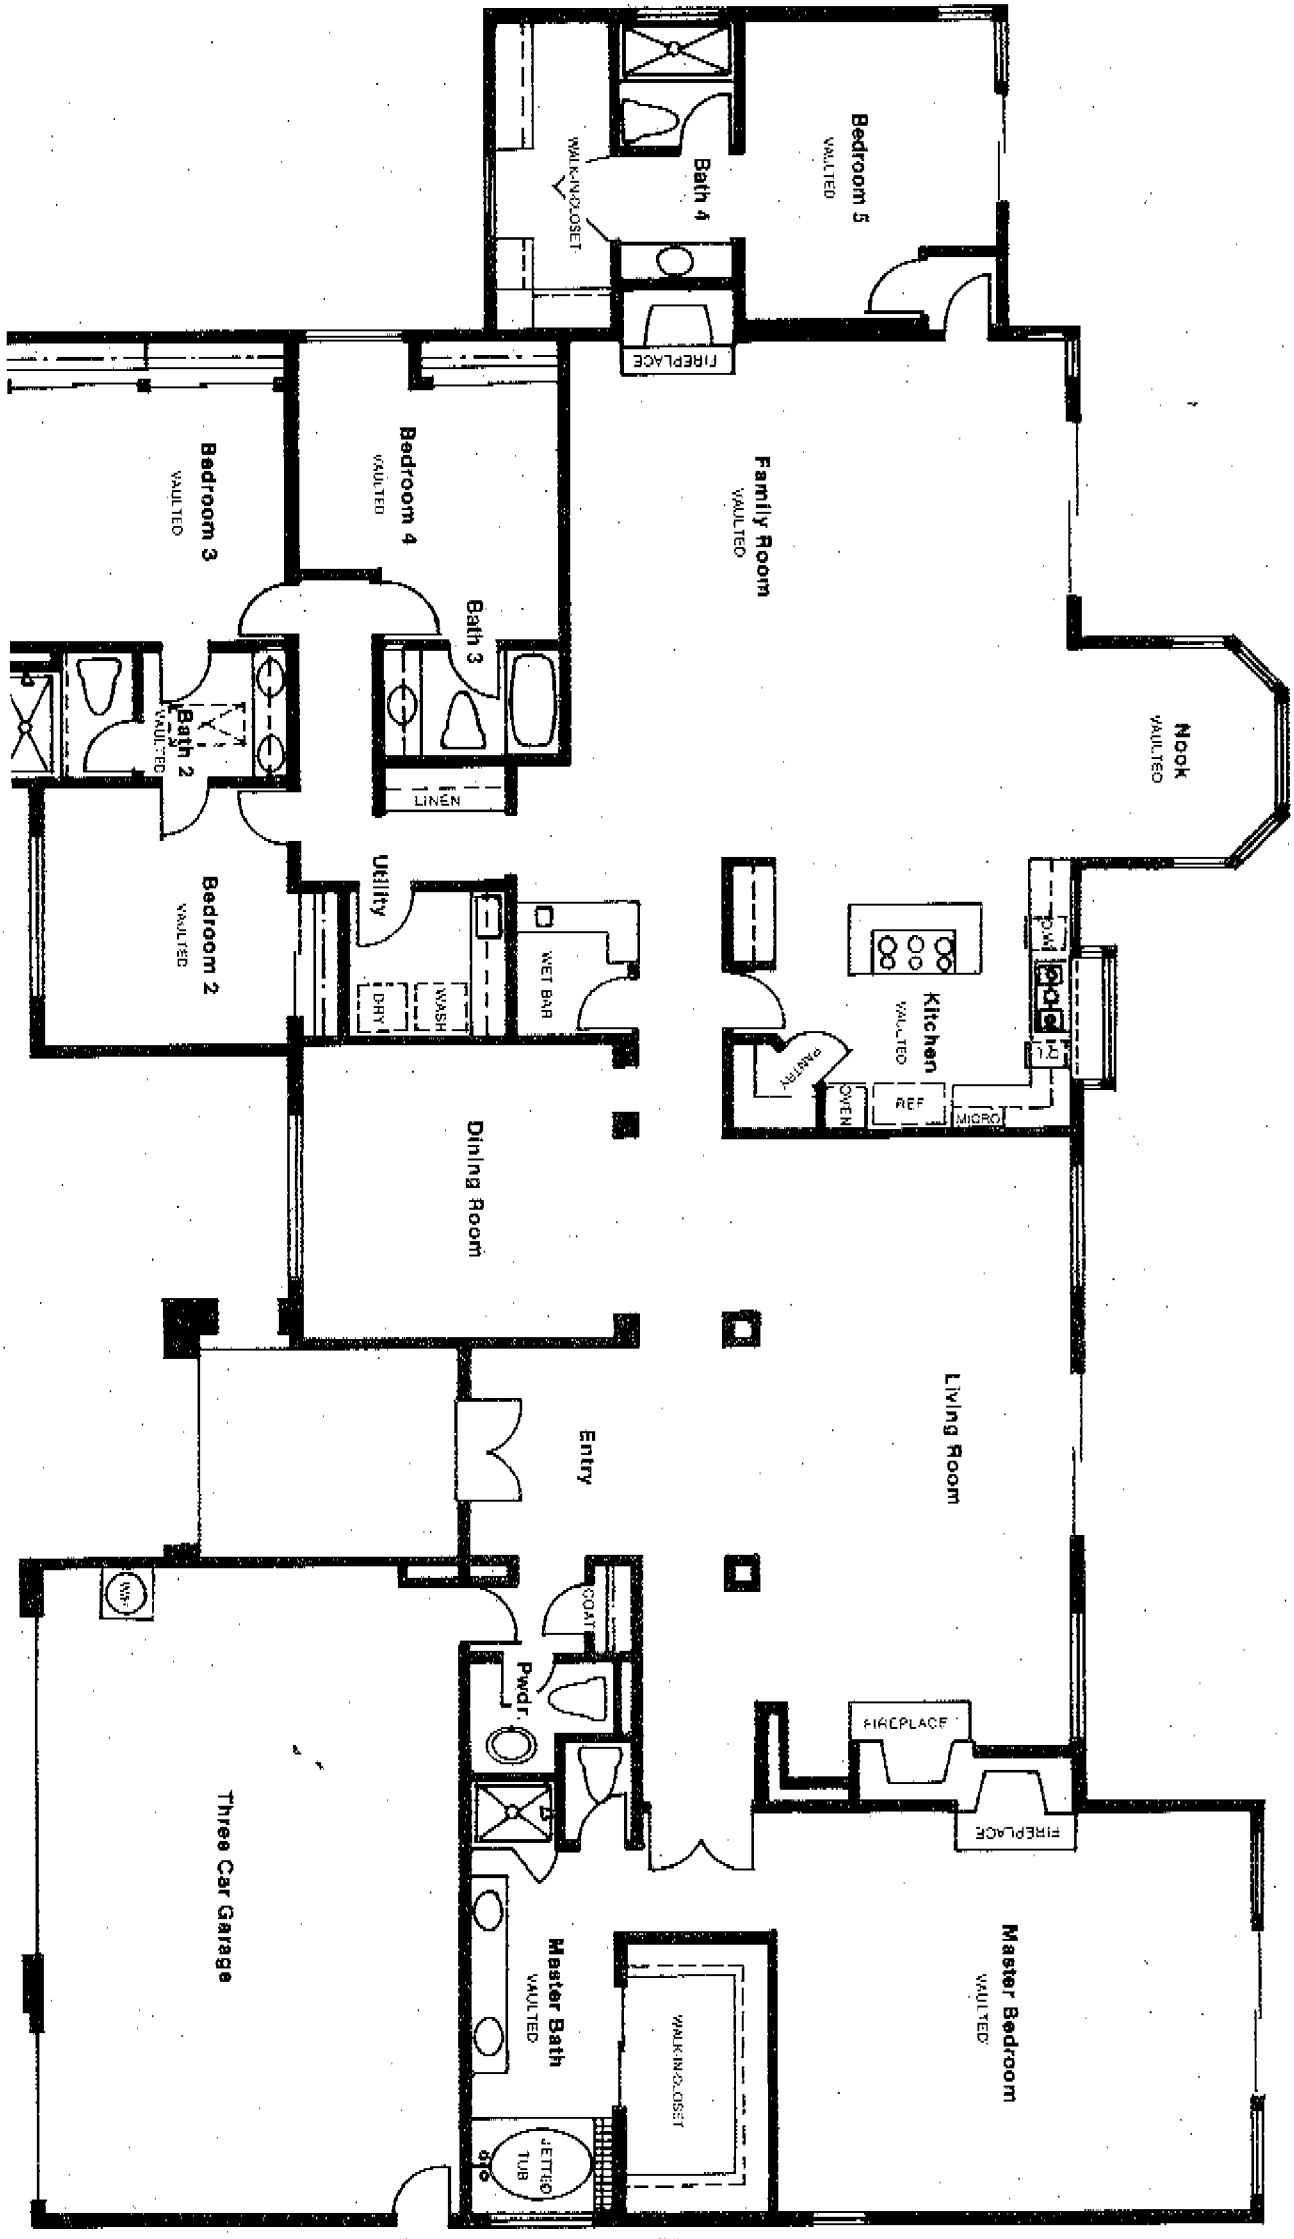 Bedroom 5
VAULTED
Bath 4
WALK-IN-CLOSET
FIREPLACE
Family Room
VAULTED
Bedroom 4
VAULTED
Bedroom 3
VAULTED
Bath 3
Bath 2
VAULTED
Nook
VAULTED
LINEN
Utility
Bedroom 2
VAULTED
WET BAR
WASH
DRY
D.W.
Kitchen
VAULTED
PANTRY
OVEN
REF
MICRO
Dining Room
Living Room
Entry
COAT
Pwdr.
FIREPLACE
FIREPLACE
Three Car Garage
Master Bath
VAULTED
WALK-IN-CLOSET
Master Bedroom
VAULTED
JETTED
TUB